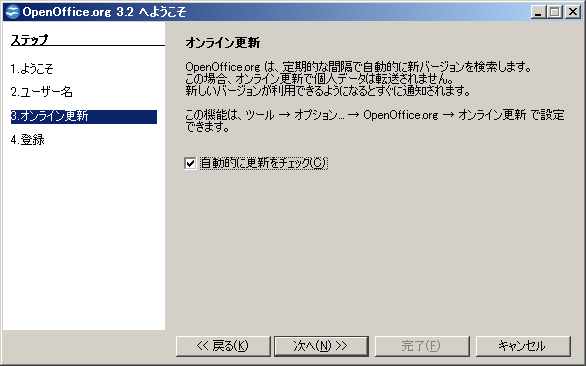 OpenOffice.org 3.2 へようこそ
ステップ
1.ようこそ
2.ユーザー名
3.オンライン更新
4.登録
オンライン更新
OpenOffice.org は、定期的な間隔で自動的に新バージョンを検索します。
この場合、オンライン更新で個人データは転送されません。
新しいバージョンが利用できるようになるとすぐに通知されます。
この機能は、ツール → オプション... → OpenOffice.org → オンライン更新 で設定
できます。
自動的に更新をチェック(C)
<< 戻る(K)
次へ(N) >>
完了(F)
キャンセル